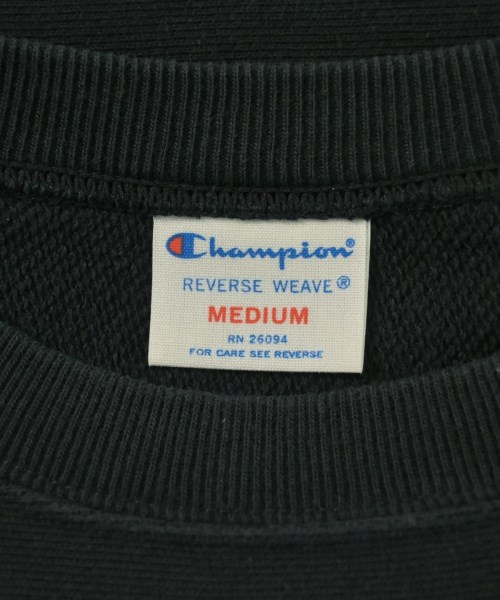 Champion®
REVERSE WEAVE®
MEDIUM
RN 26094
FOR CARE SEE REVERSE